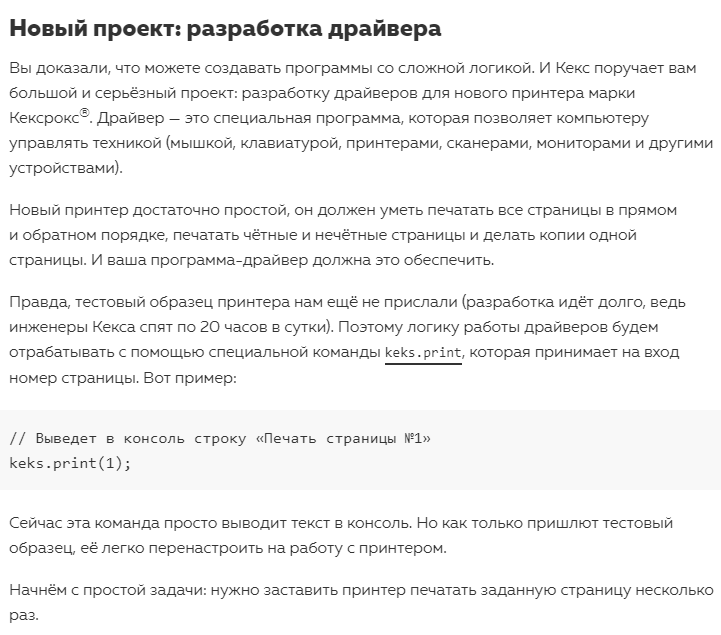 Новый проект: разработка драйвера
Вы доказали, что можете создавать программы со сложной логикой. И Кекс поручает вам
большой и серьёзный проект: разработку драйверов для нового принтера марки
Кексрокс®. Драйвер — это специальная программа, которая позволяет компьютеру
управлять техникой (мышкой, клавиатурой, принтерами, сканерами, мониторами и другими
устройствами).
Новый принтер достаточно простой, он должен уметь печатать все страницы в прямом
и обратном порядке, печатать чётные и нечётные страницы и делать копии одной
страницы. И ваша программа-драйвер должна это обеспечить.
Правда, тестовый образец принтера нам ещё не прислали (разработка идёт долго, ведь
инженеры Кекса спят по 20 часов в сутки). Поэтому логику работы драйверов будем
отрабатывать с помощью специальной команды keks.print, которая принимает на вход
номер страницы. Вот пример:
// Выведет в консоль строку «Печать страницы №1»
keks.print(1);
Сейчас эта команда просто выводит текст в консоль. Но как только пришлют тестовый
образец, её легко перенастроить на работу с принтером.
Начнём с простой задачи: нужно заставить принтер печатать заданную страницу несколько
раз.